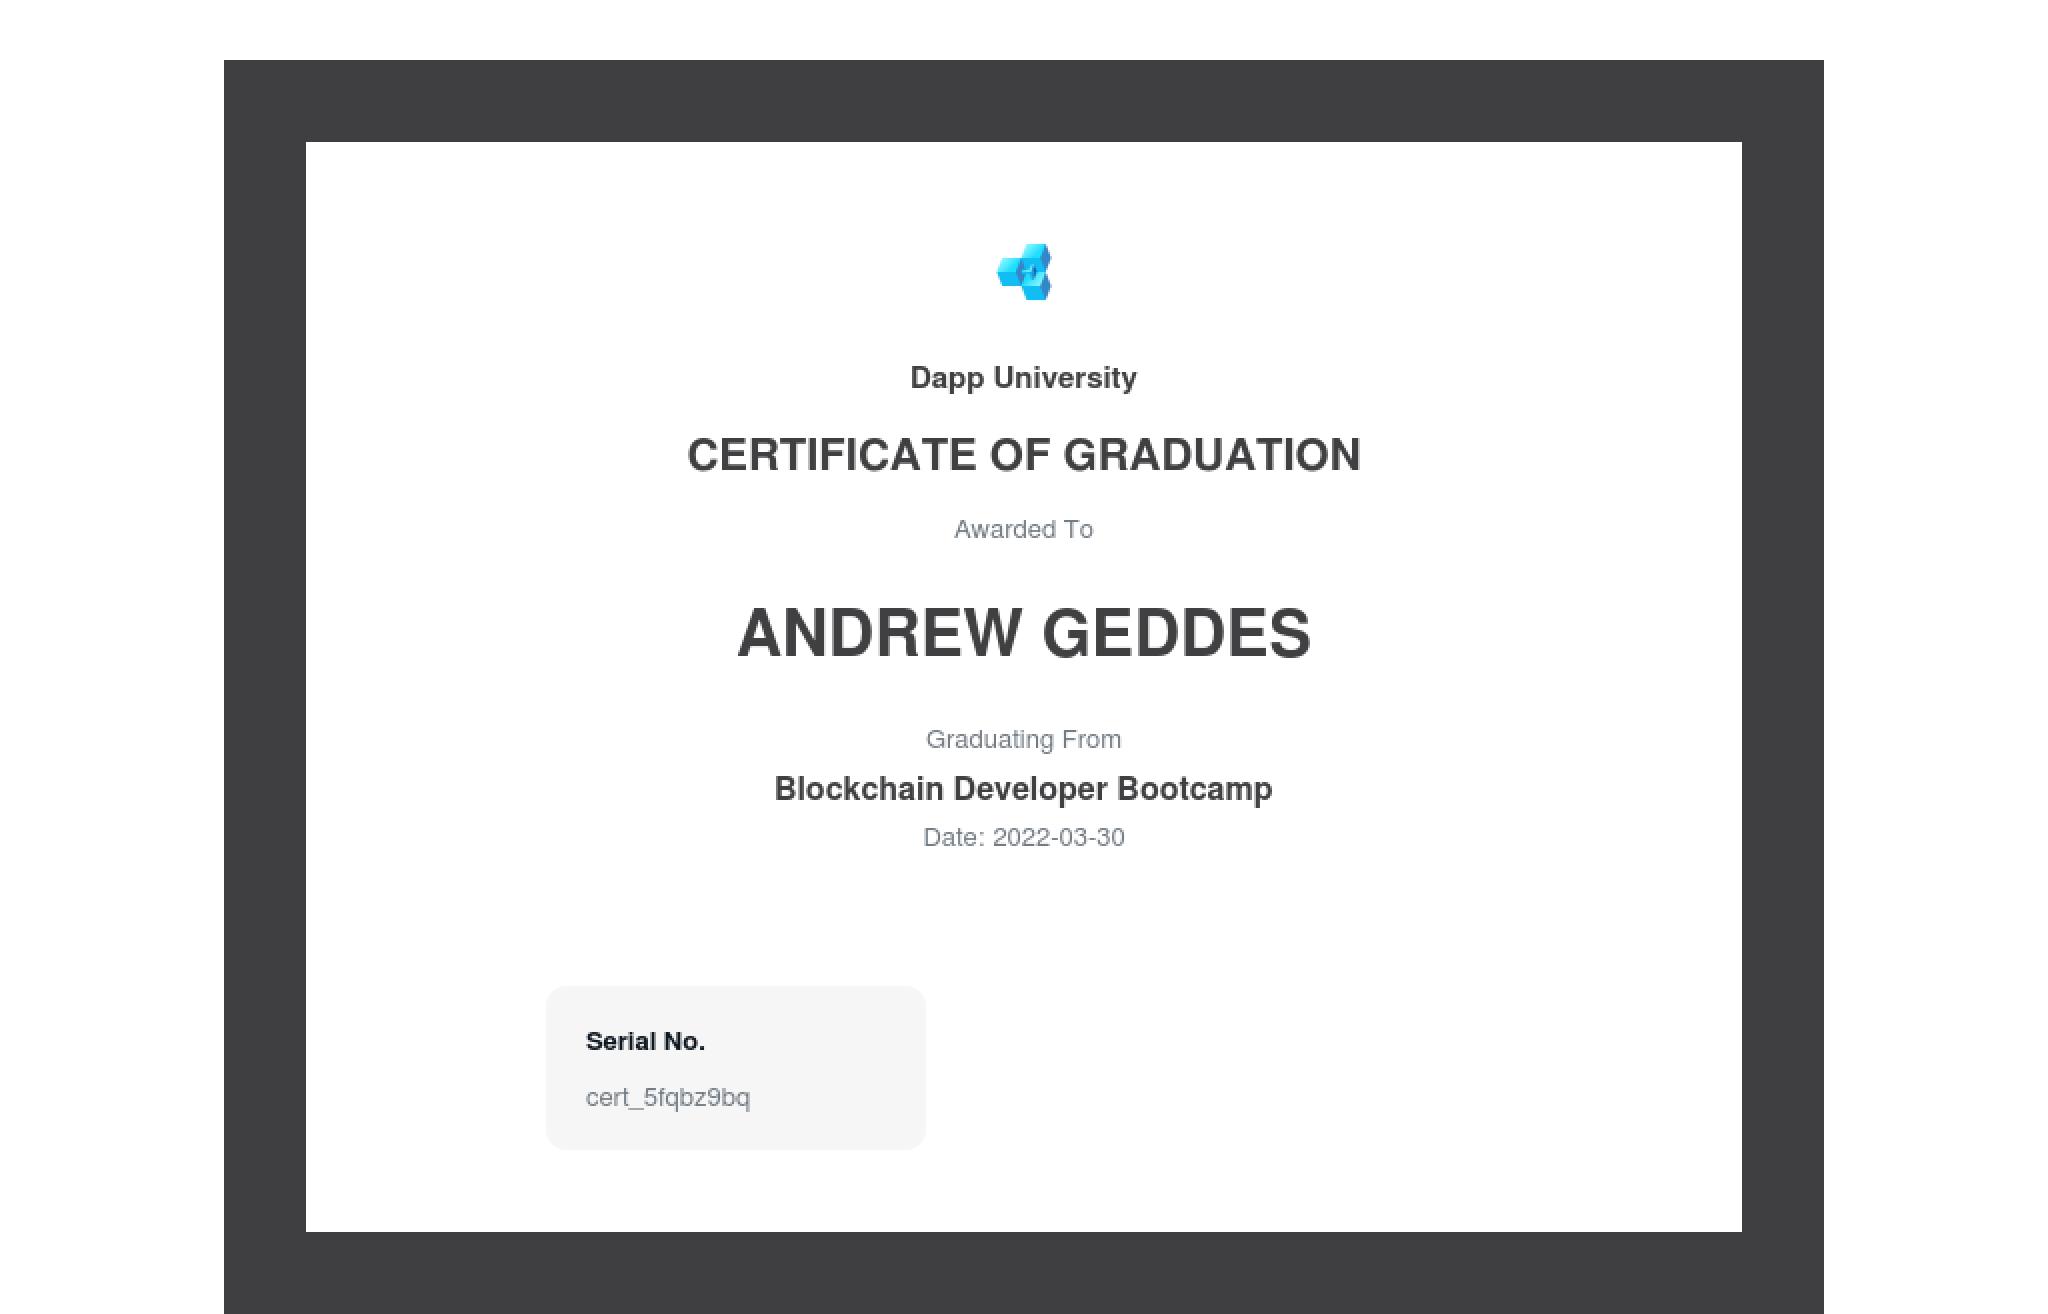 Dapp University
CERTIFICATE OF GRADUATION
Awarded To
ANDREW GEDDES
Graduating From
Blockchain Developer Bootcamp
Date: 2022-03-30
Serial No.
cert_5fqbz9bq